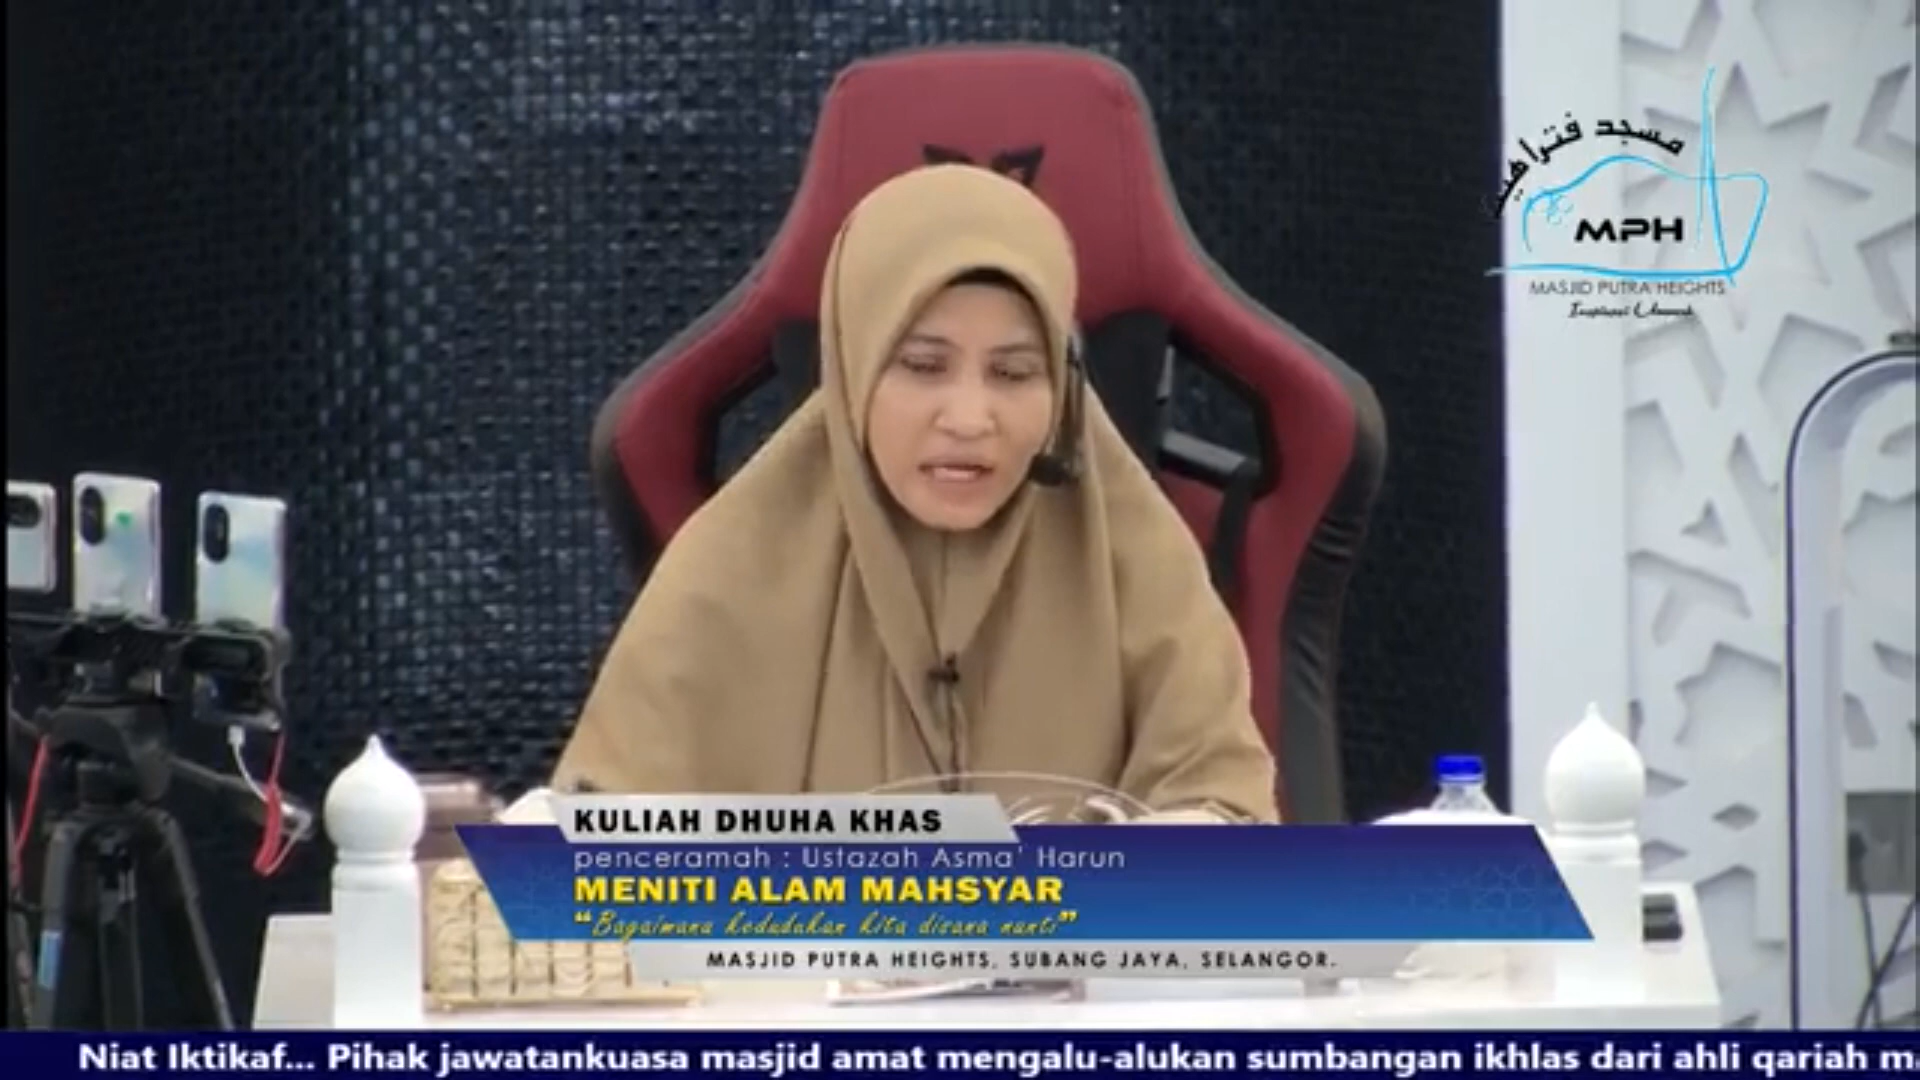 مسجد فتراهيتس
MPH
MASJID PUTRA HEIGHTS
KULIAH DHUHA KHAS
penceramah : Ustazah Asma' Harun
MENITI ALAM MAHSYAR
“Bagaimana kedudukan kita disana nanti”
MASJID PUTRA HEIGHTS, SUBANG JAYA, SELANGOR.
Niat Iktikaf... Pihak jawatankuasa masjid amat mengalu-alukan sumbangan ikhlas dari ahli qariah